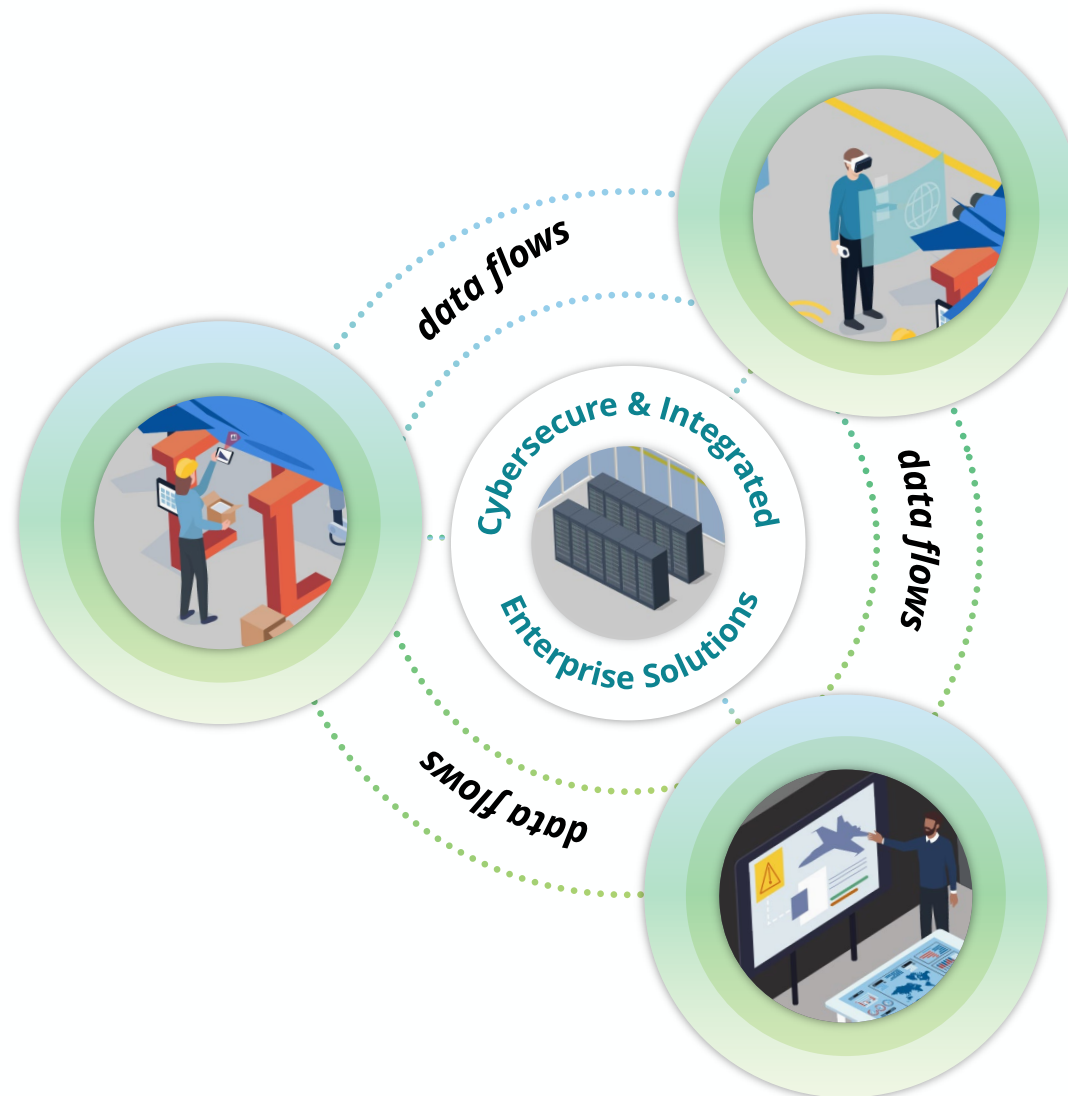 data flows
Cybersecure & Integrated
Enterprise Solutions
data flows
data flows